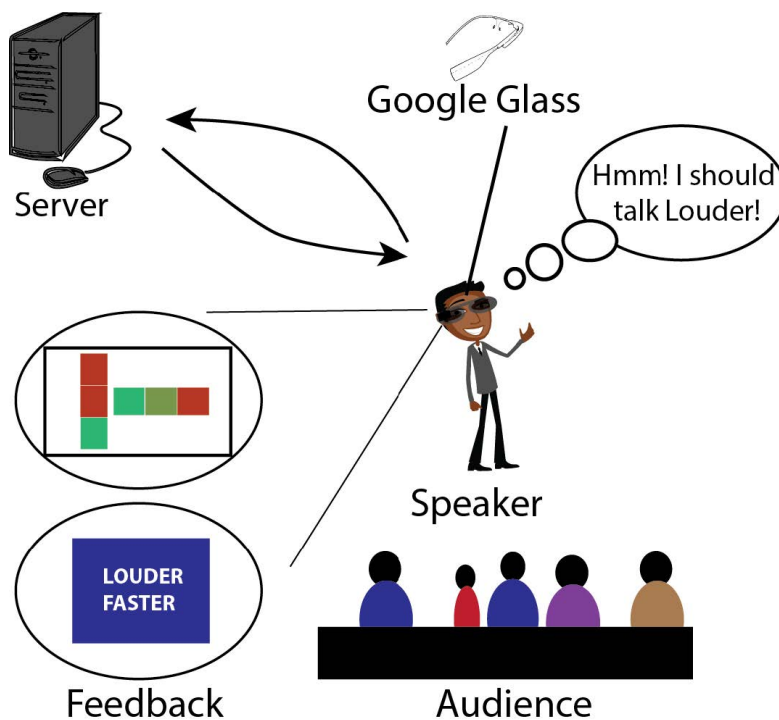 Google Glass
Server
Hmm! I should
talk Louder!
Speaker
LOUDER
FASTER
Feedback
Audience